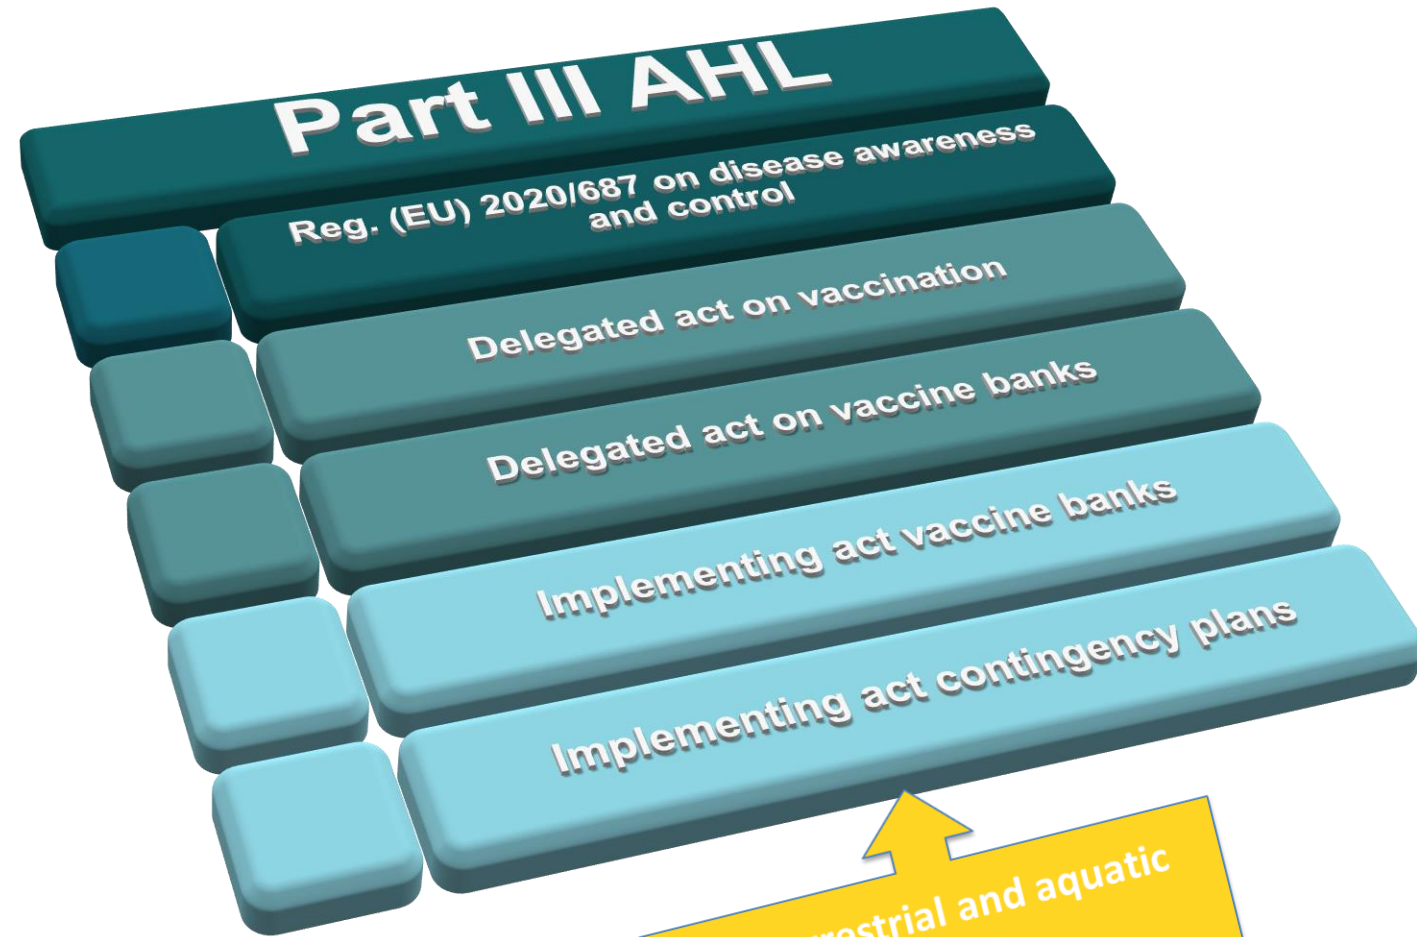 Part III AHL
Reg. (EU) 2020/687 on disease awareness
and control
Delegated act on vaccination
Delegated act on vaccine banks
Implementing act vaccine banks
Implementing act contingency plans
and aquatic